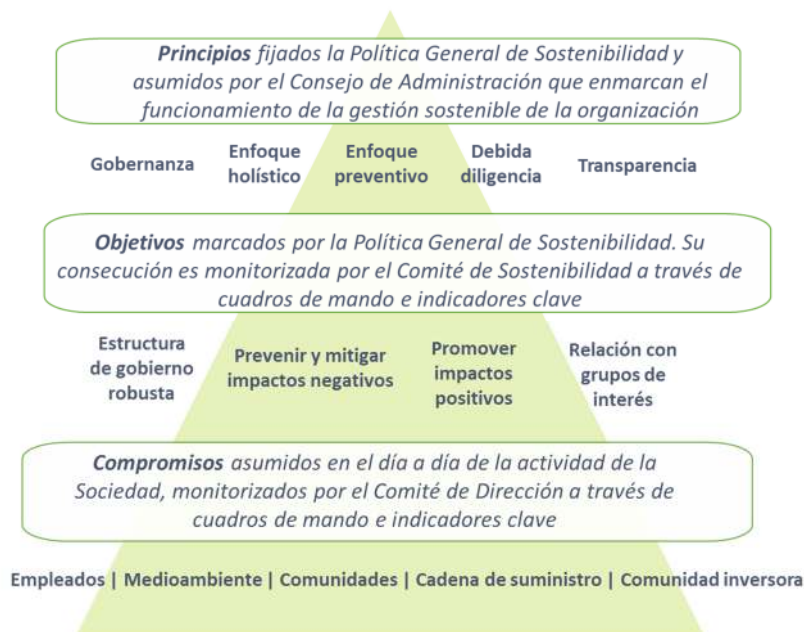 Principios fijados la Política General de Sostenibilidad y
asumidos por el Consejo de Administración que enmarcan el
funcionamiento de la gestión sostenible de la organización
Gobernanza
Enfoque
holístico
Enfoque
preventivo
Debida
diligencia
Transparencia
Objetivos marcados por la Política General de Sostenibilidad. Su
consecución es monitorizada por el Comité de Sostenibilidad a través de
cuadros de mando e indicadores clave
Estructura
de gobierno
robusta
Prevenir y mitigar
impactos negativos
Promover
impactos
positivos
Relación con
grupos de
interés
Compromisos asumidos en el día a día de la actividad de la
Sociedad, monitorizados por el Comité de Dirección a través de
cuadros de mando e indicadores clave
Empleados | Medioambiente | Comunidades | Cadena de suministro | Comunidad inversora